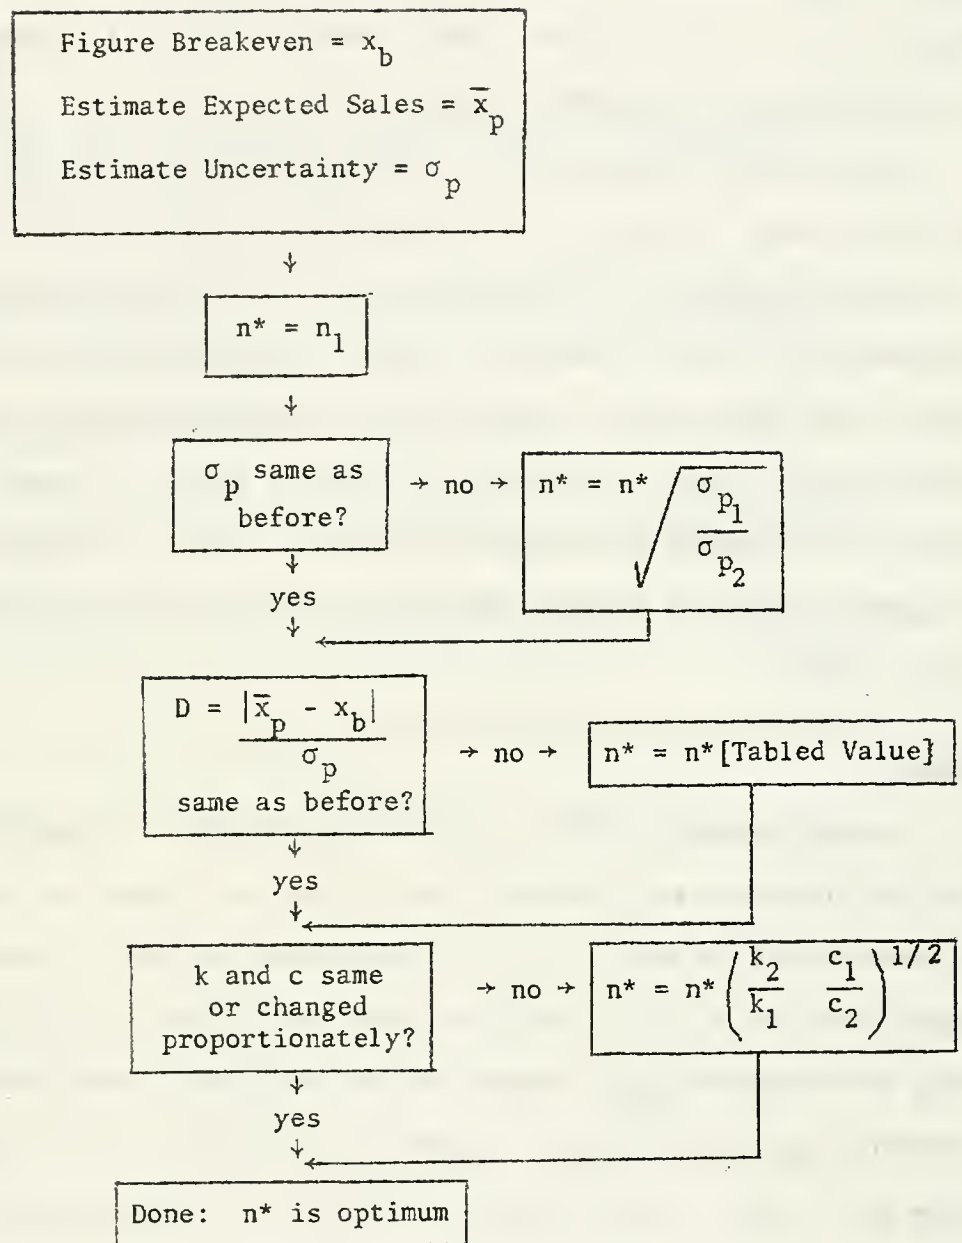 Figure Breakeven = x_b
Estimate Expected Sales = x̄_p
Estimate Uncertainty = σ_p
↓
n* = n_1
↓
σ_p same as
before?
→ no →
n* = n* √(σ_p_1 / σ_p_2)
↓
yes
↓
D = |x̄_p - x_b| / σ_p
same as before?
→ no →
n* = n*[Tabled Value]
↓
yes
↓
k and c same
or changed
proportionately?
→ no →
n* = n* (k_2/k_1 c_1/c_2)^1/2
↓
yes
↓
Done: n* is optimum